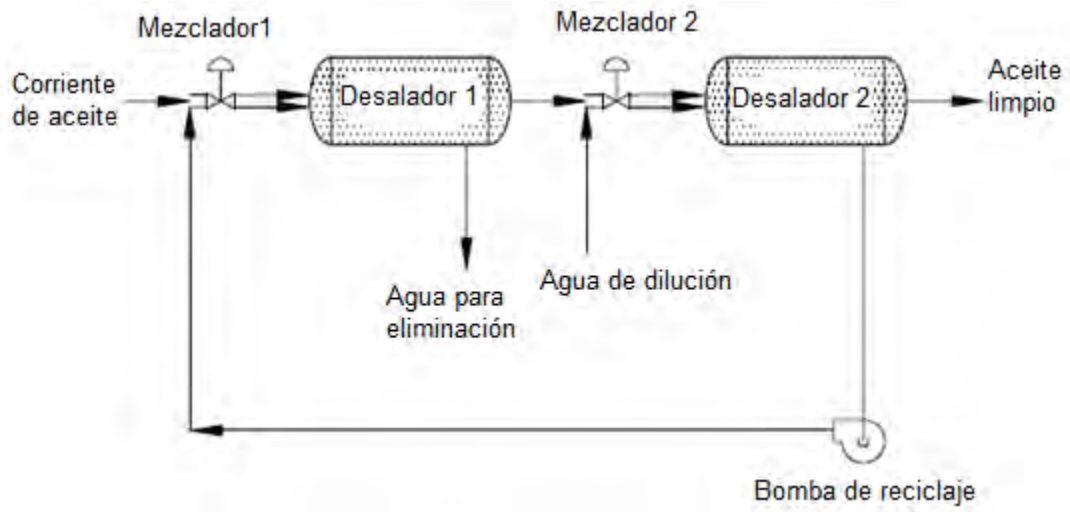 Mezclador1
Mezclador 2
Corriente
de aceite
Desalador 1
Desalador 2
Aceite
limpio
Agua para
eliminación
Agua de dilución
Bomba de reciclaje